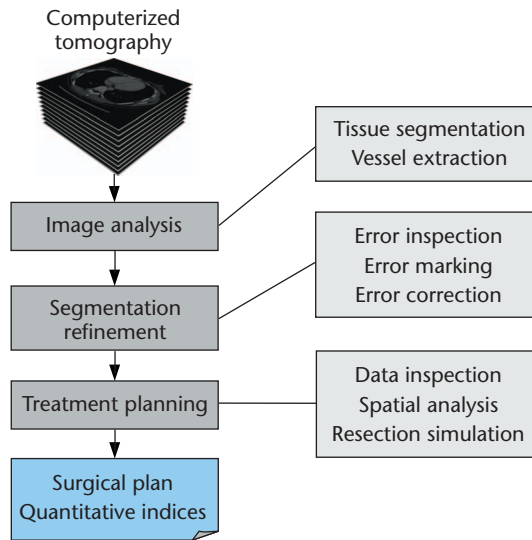 Computerized
tomography
Tissue segmentation
Vessel extraction
Image analysis
Error inspection
Error marking
Error correction
Segmentation
refinement
Data inspection
Spatial analysis
Resection simulation
Treatment planning
Surgical plan
Quantitative indices